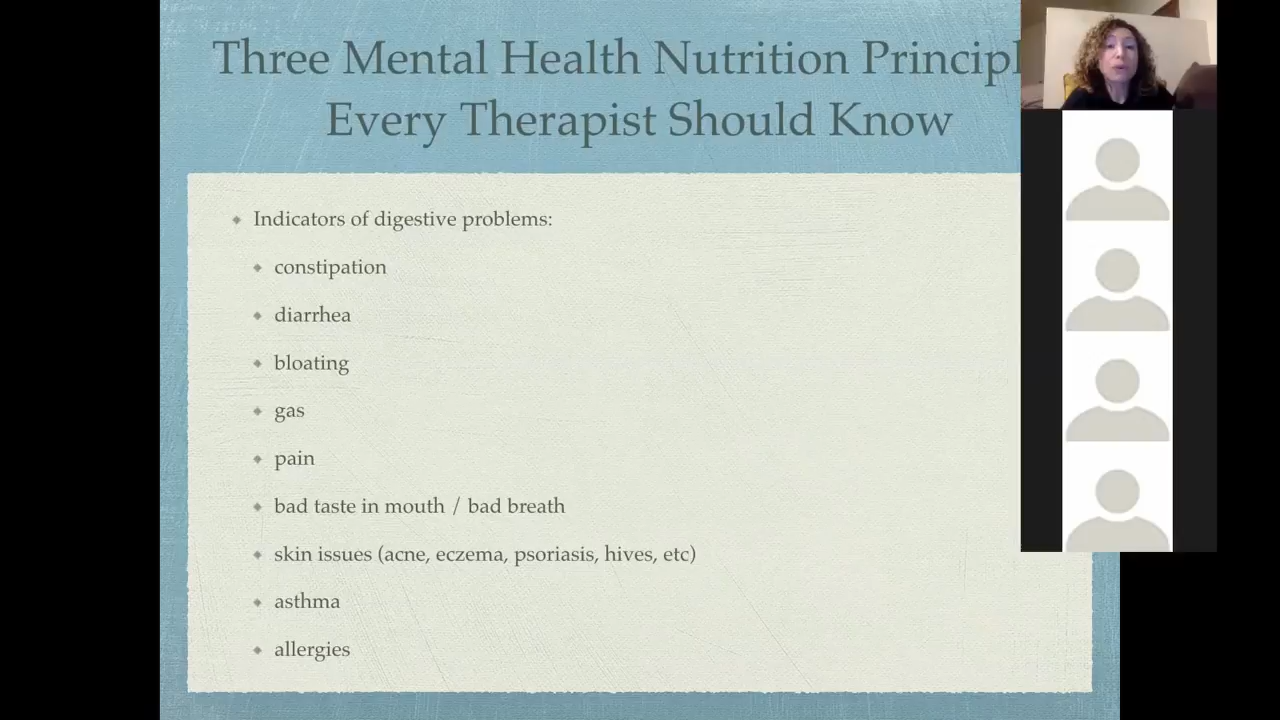 Three Mental Health Nutrition Princip
Every Therapist Should Know
Indicators of digestive problems:
constipation
diarrhea
bloating
gas
pain
bad taste in mouth / bad breath
skin issues (acne, eczema, psoriasis, hives, etc)
asthma
allergies